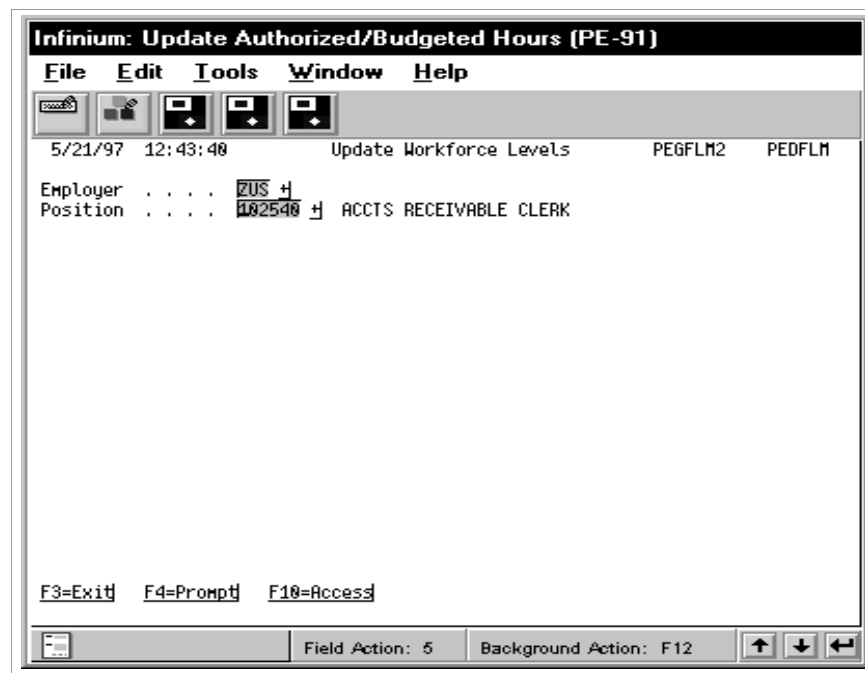 Infinium: Update Authorized/Budgeted Hours (PE-91)
File Edit Tools Window Help
5/21/97 12:43:40 Update Workforce Levels PEGFLM2 PEDFLM
Employer . . . . ZUS +
Position . . . . 102540 + ACCTS RECEIVABLE CLERK
F3=Exit F4=Prompt F10=Access
Field Action: 5 Background Action: F12